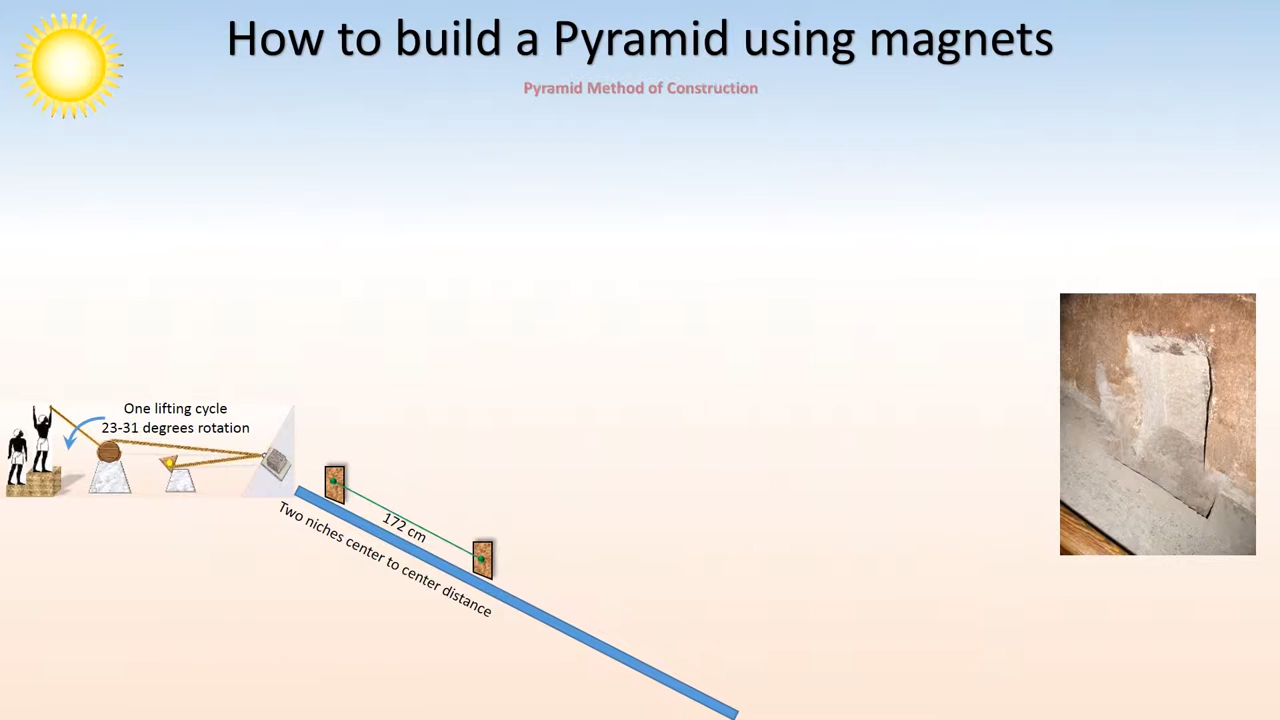 How to build a Pyramid using magnets
Pyramid Method of Construction
One lifting cycle
23-31 degrees rotation
172 cm
Two niches center to center distance